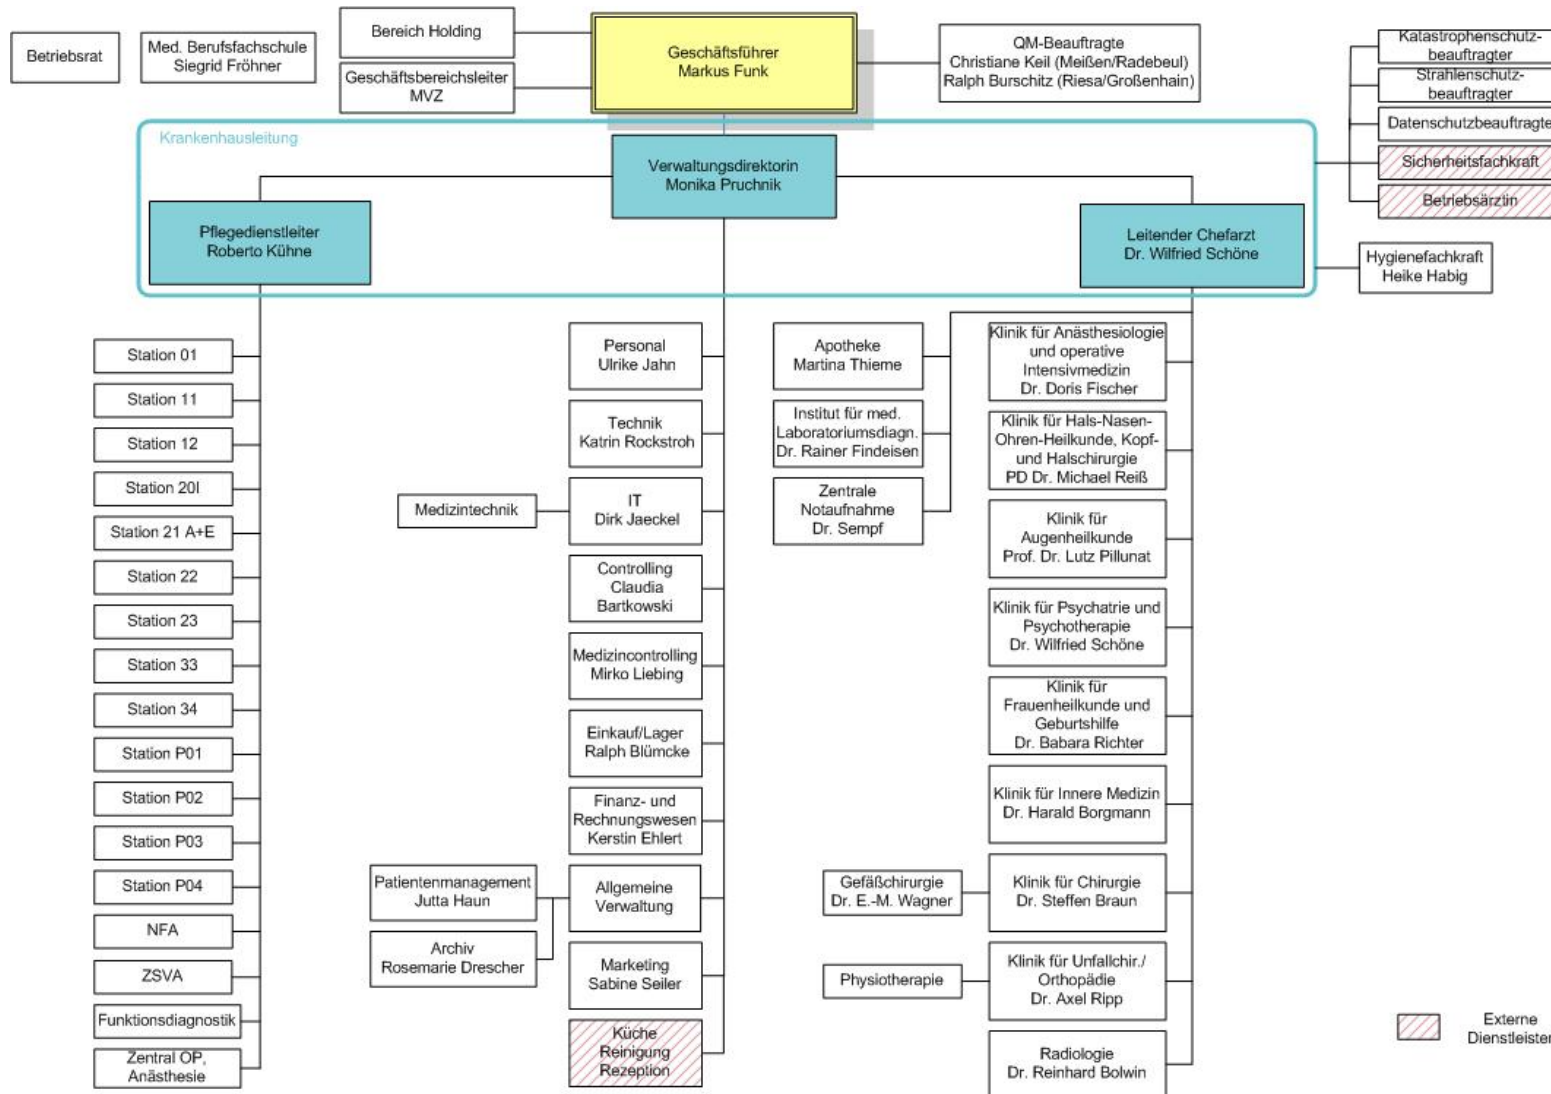 Betriebsrat
Med. Berufsfachschule
Siegrid Fröhner
Bereich Holding
Geschäftsbereichsleiter
MVZ
Geschäftsführer
Markus Funk
QM-Beauftragte
Christiane Keil (Meißen/Radebeul)
Ralph Burschitz (Riesa/Großenhain)
Katastrophenschutz-
beauftragter
Strahlenschutz-
beauftragter
Datenschutzbeauftragte
Sicherheitsfachkraft
Betriebsärztin
Krankenhausleitung
Verwaltungsdirektorin
Monika Pruchnik
Pflegedienstleiter
Roberto Kühne
Leitender Chefarzt
Dr. Wilfried Schöne
Hygienefachkraft
Heike Habig
Station 01
Station 11
Station 12
Station 20I
Station 21 A+E
Station 22
Station 23
Station 33
Station 34
Station P01
Station P02
Station P03
Station P04
NFA
ZSVA
Funktionsdiagnostik
Zentral OP,
Anästhesie
Personal
Ulrike Jahn
Technik
Katrin Rockstroh
Medizintechnik
IT
Dirk Jaeckel
Controlling
Claudia
Bartkowski
Medizincontrolling
Mirko Liebing
Einkauf/Lager
Ralph Blümcke
Finanz- und
Rechnungswesen
Kerstin Ehlert
Patientenmanagement
Jutta Haun
Archiv
Rosemarie Drescher
Allgemeine
Verwaltung
Marketing
Sabine Seiler
Küche
Reinigung
Rezeption
Apotheke
Martina Thieme
Institut für med.
Laboratoriumsdiagn.
Dr. Rainer Findeisen
Zentrale
Notaufnahme
Dr. Sempf
Klinik für Anästhesiologie
und operative
Intensivmedizin
Dr. Doris Fischer
Klinik für Hals-Nasen-
Ohren-Heilkunde, Kopf-
und Halschirurgie
PD Dr. Michael Reiß
Klinik für
Augenheilkunde
Prof. Dr. Lutz Pillunat
Klinik für Psychatrie und
Psychotherapie
Dr. Wilfried Schöne
Klinik für
Frauenheilkunde und
Geburtshilfe
Dr. Babara Richter
Klinik für Innere Medizin
Dr. Harald Borgmann
Gefäßchirurgie
Dr. E.-M. Wagner
Klinik für Chirurgie
Dr. Steffen Braun
Physiotherapie
Klinik für Unfallchir./
Orthopädie
Dr. Axel Ripp
Radiologie
Dr. Reinhard Bolwin
Externe
Dienstleister